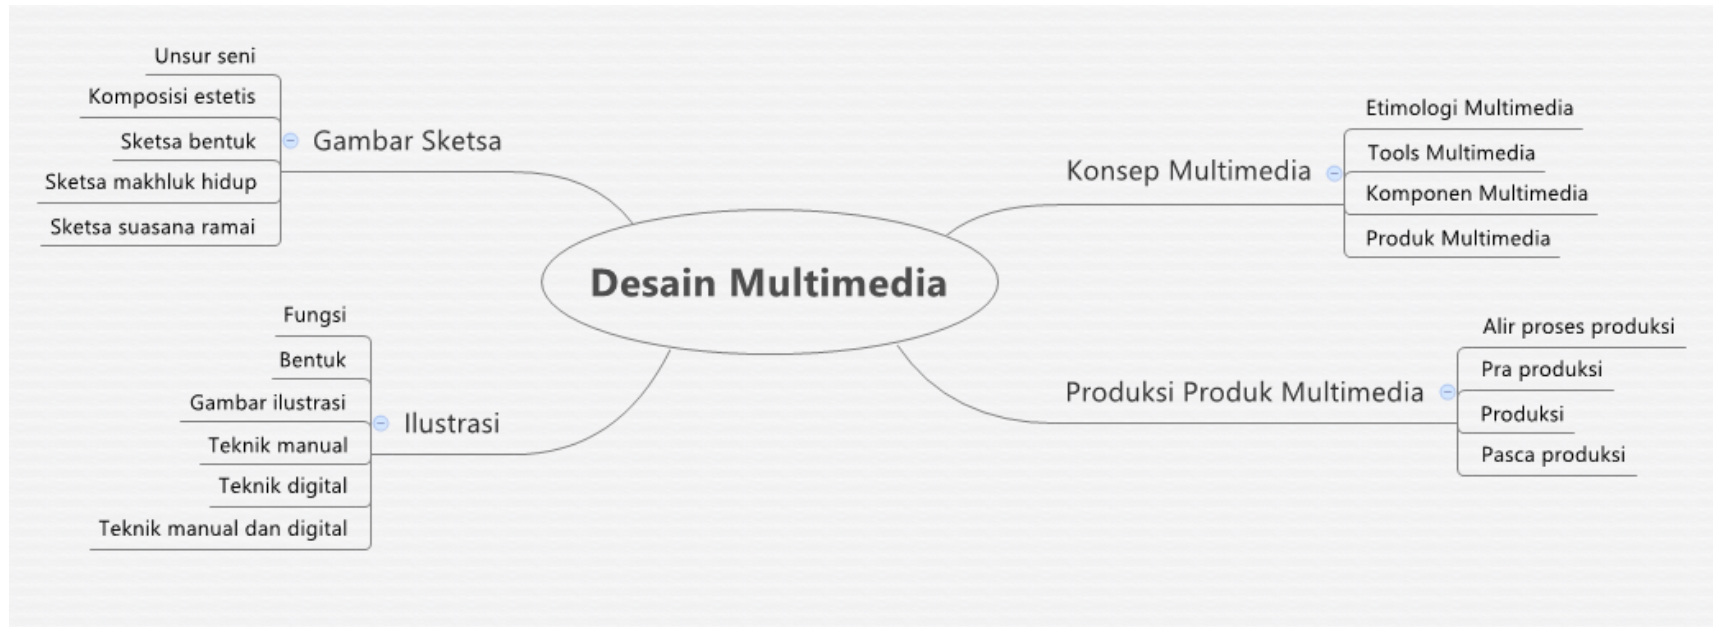 Desain Multimedia
Gambar Sketsa
Unsur seni
Komposisi estetis
Sketsa bentuk
Sketsa makhluk hidup
Sketsa suasana ramai
Ilustrasi
Fungsi
Bentuk
Gambar ilustrasi
Teknik manual
Teknik digital
Teknik manual dan digital
Konsep Multimedia
Etimologi Multimedia
Tools Multimedia
Komponen Multimedia
Produk Multimedia
Produksi Produk Multimedia
Alir proses produksi
Pra produksi
Produksi
Pasca produksi